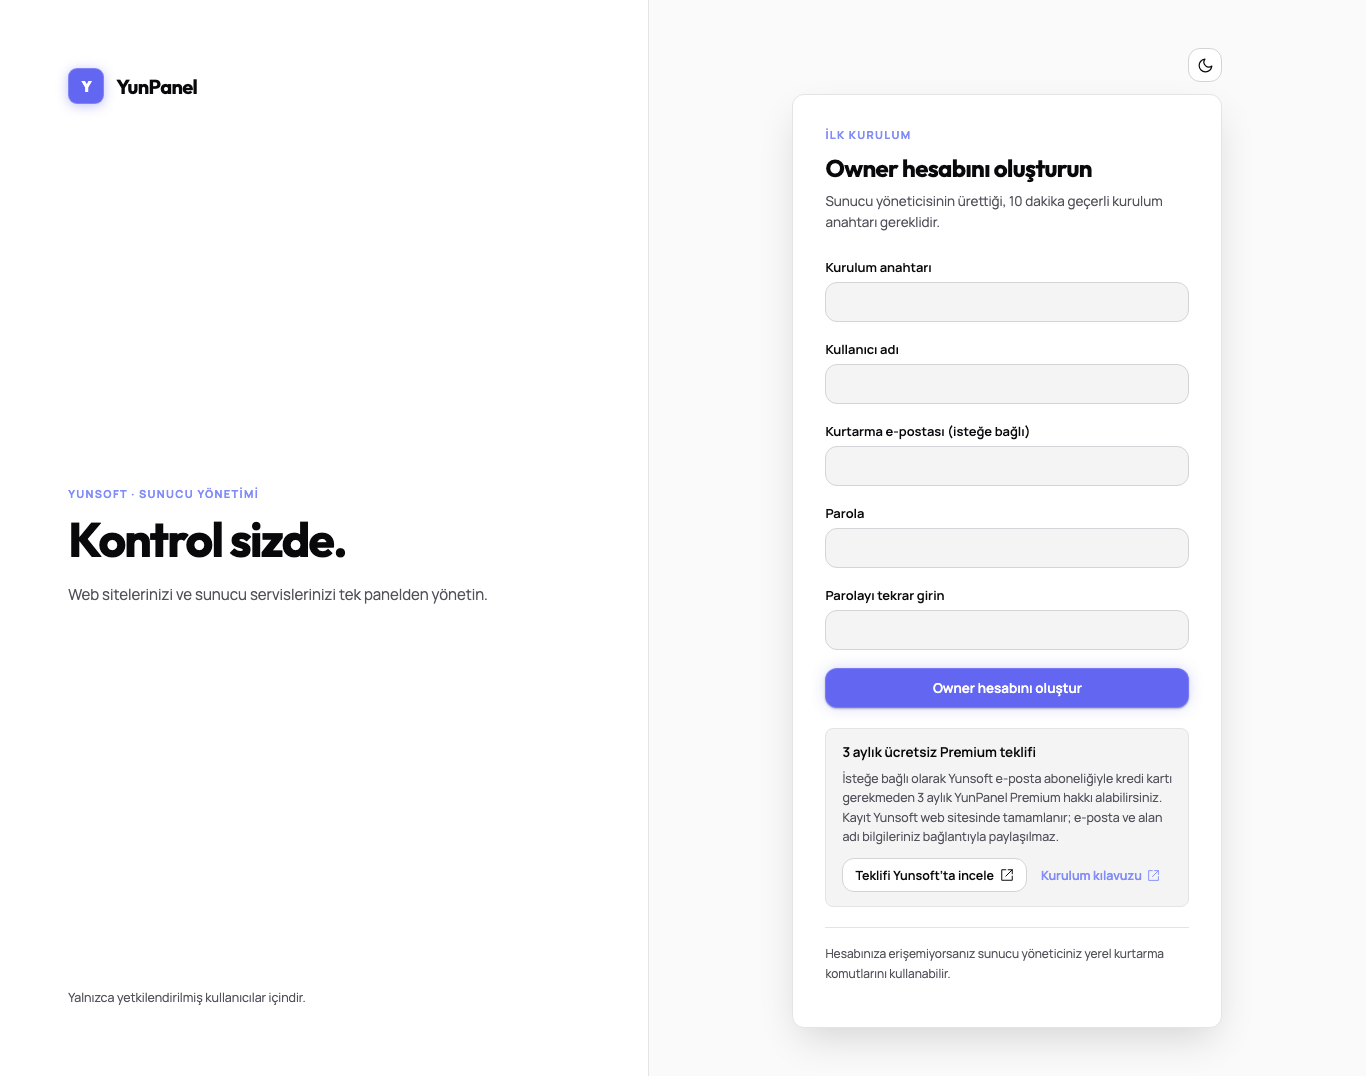 Y
YunPanel
YUNSOFT · SUNUCU YÖNETİMİ
Kontrol sizde.
Web sitelerinizi ve sunucu servislerinizi tek panelden yönetin.
Yalnızca yetkilendirilmiş kullanıcılar içindir.
İLK KURULUM
Owner hesabını oluşturun
Sunucu yöneticisinin ürettiği, 10 dakika geçerli kurulum
anahtarı gereklidir.
Kurulum anahtarı
Kullanıcı adı
Kurtarma e-postası (isteğe bağlı)
Parola
Parolayı tekrar girin
Owner hesabını oluştur
3 aylık ücretsiz Premium teklifi
İsteğe bağlı olarak Yunsoft e-posta aboneliğiyle kredi kartı
gerekmeden 3 aylık YunPanel Premium hakkı alabilirsiniz.
Kayıt Yunsoft web sitesinde tamamlanır; e-posta ve alan
adı bilgileriniz bağlantıyla paylaşılmaz.
Teklifi Yunsoft'ta incele
Kurulum kılavuzu
Hesabınıza erişemiyorsanız sunucu yöneticiniz yerel kurtarma
komutlarını kullanabilir.